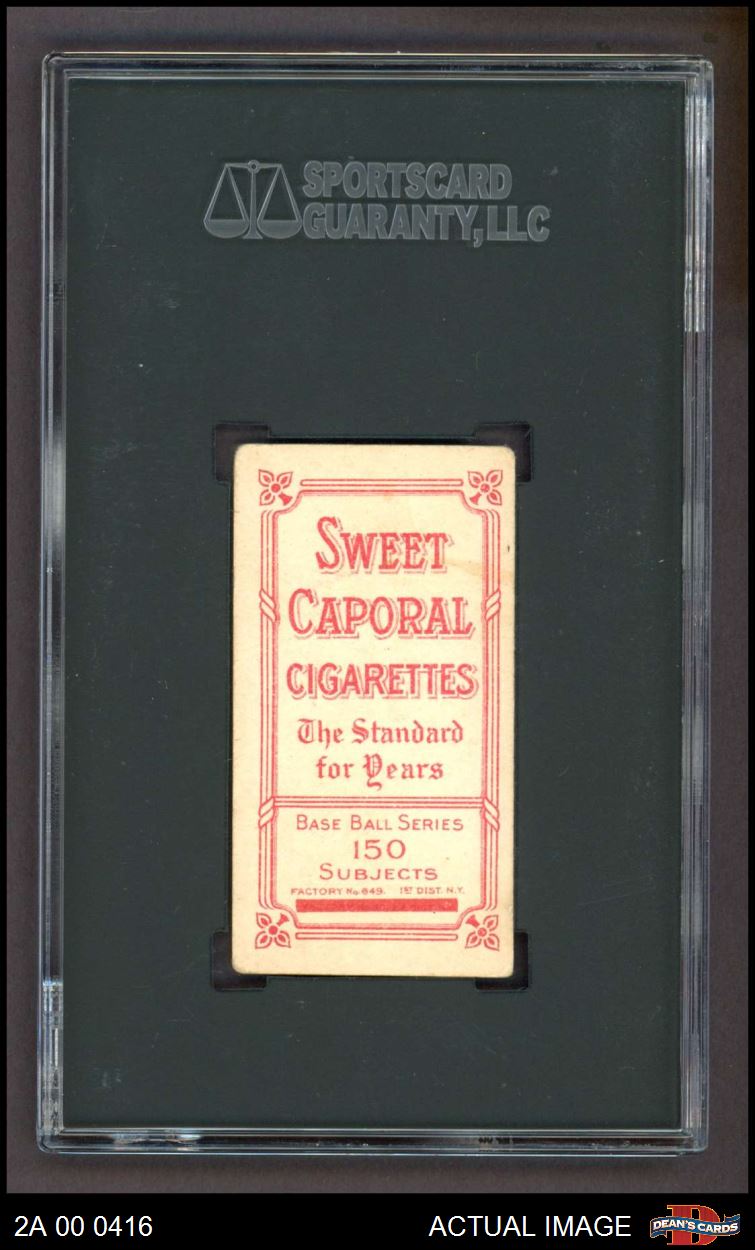 SPORTSCARD
GUARANTY, LLC
SWEET
CAPORAL
CIGARETTES
The Standard
for Years
BASE BALL SERIES
150
SUBJECTS
FACTORY No. 649. 1ST DIST. N.Y.
2A 00 0416
ACTUAL IMAGE
D
DEAN'S CARDS